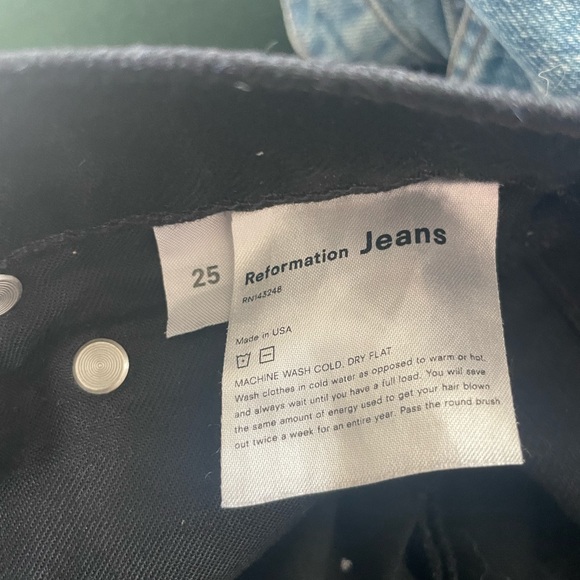 25
Reformation Jeans
RN143248
Made in USA
MACHINE WASH COLD, DRY FLAT.
Wash clothes in cold water as opposed to warm or hot,
and always wait until you have a full load. You will save
the same amount of energy used to get your hair blown
out twice a week for an entire year. Pass the round brush.